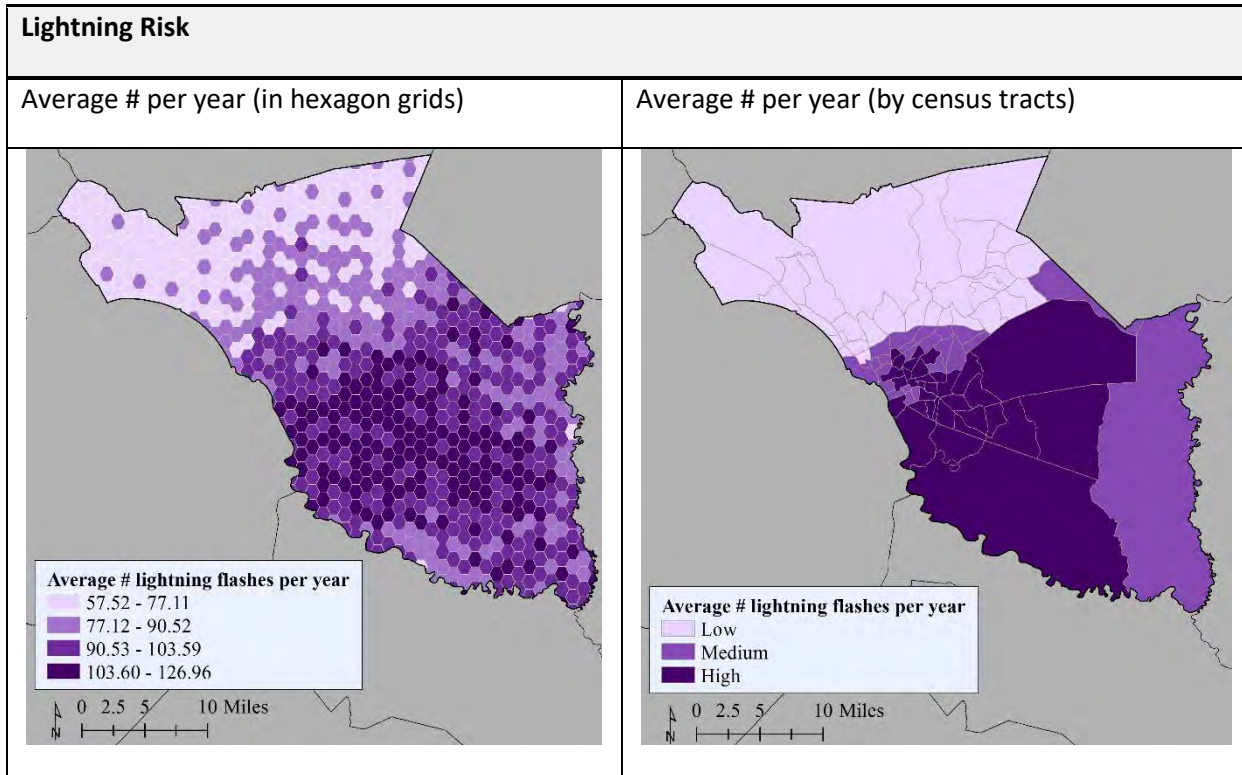 Lightning Risk
Average # per year (in hexagon grids)
Average # per year (by census tracts)
Average # lightning flashes per year
57.52 - 77.11
77.12 - 90.52
90.53 - 103.59
103.60 - 126.96
N
0 2.5 5 10 Miles
Average # lightning flashes per year
Low
Medium
High
N
0 2.5 5 10 Miles